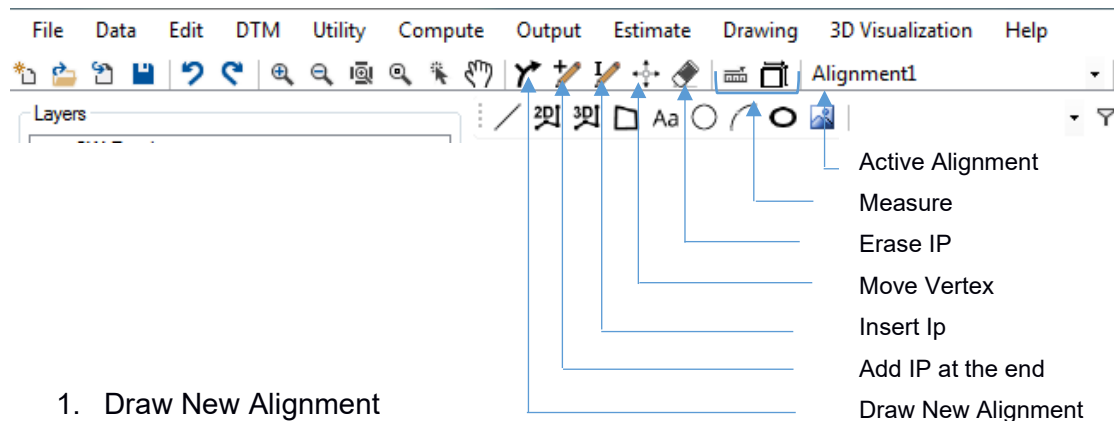 File Data Edit DTM Utility Compute Output Estimate Drawing 3D Visualization Help
Alignment1
Layers
2D 3D Aa
Active Alignment
Measure
Erase IP
Move Vertex
Insert Ip
Add IP at the end
1. Draw New Alignment
Draw New Alignment